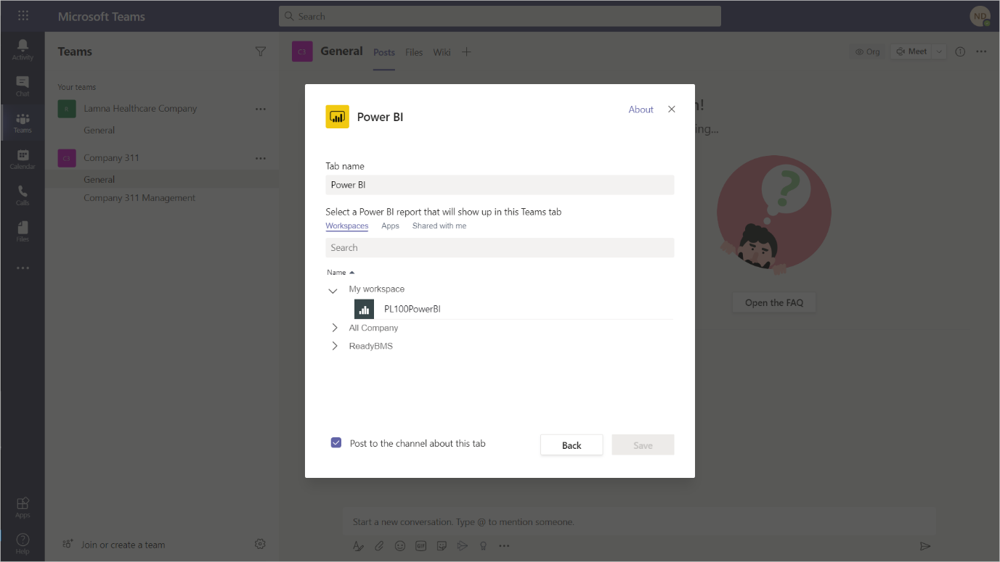 Microsoft Teams
Search
ND
Activity
Chat
Teams
Calendar
Calls
Files
Apps
Help
Teams
Your teams
Lamna Healthcare Company
General
C3
Company 311
General
Company 311 Management
Join or create a team
C3
General
Posts
Files
Wiki
Org
Meet
!
ng...
Open the FAQ
Power BI
About
Tab name
Power BI
Select a Power BI report that will show up in this Teams tab
Workspaces
Apps
Shared with me
Search
Name
My workspace
PL100PowerBI
All Company
ReadyBMS
Post to the channel about this tab
Back
Save
Start a new conversation. Type @ to mention someone.
GIF